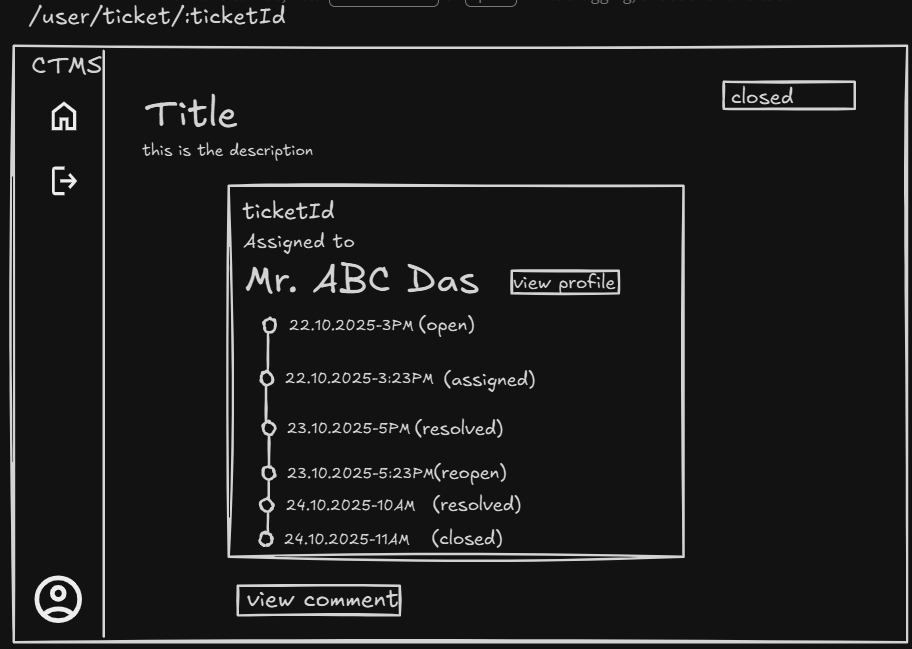 /user/ticket/:ticketId
CTMS
closed
Title
this is the description
ticketId
Assigned to
Mr. ABC Das
view profile
22.10.2025-3PM (open)
22.10.2025-3:23PM (assigned)
23.10.2025-5PM (resolved)
23.10.2025-5:23PM(reopen)
24.10.2025-10AM (resolved)
24.10.2025-11AM (closed)
view comment